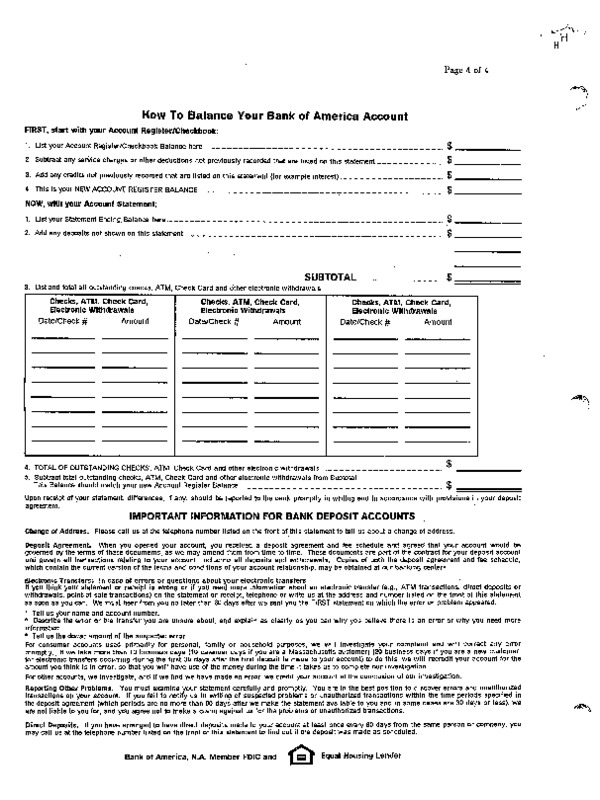 H H
Page 4 of 4
How To Balance Your Bank of America Account
FIRST, start with your Account Register/Checkbook:
1. List your Account Register/Checkbook Balance here $
2. Subtract any service charges or other deductions not previously recorded that are listed on this statement $
3. Add any credits not previously recorded that are listed on this statement (for example interest) $
4. This is your NEW ACCOUNT REGISTER BALANCE $
NOW, with your Account Statement:
1. List your Statement Ending Balance here $
2. Add any deposits not shown on this statement $
SUBTOTAL $
3. List and total all outstanding checks, ATM, Check Card and other electronic withdrawals
Checks, ATM, Check Card, Electronic Withdrawals
Date/Check # Amount
Checks, ATM, Check Card, Electronic Withdrawals
Date/Check # Amount
Checks, ATM, Check Card, Electronic Withdrawals
Date/Check # Amount
4. TOTAL OF OUTSTANDING CHECKS, ATM, Check Card and other electronic withdrawals $
5. Subtract total outstanding checks, ATM, Check Card and other electronic withdrawals from Subtotal
This Balance should match your new Account Register Balance $
Upon receipt of your statement, differences, if any, should be reported to the bank promptly in writing and in accordance with provisions in your deposit
agreement.
IMPORTANT INFORMATION FOR BANK DEPOSIT ACCOUNTS
Change of Address. Please call us at the telephone number listed on the front of this statement to tell us about a change of address.
Deposit Agreement. When you opened your account, you received a deposit agreement and fee schedule and agreed that your account would be
governed by the terms of these documents, as we may amend them from time to time. These documents are part of the contract for your deposit account
and govern all transactions relating to your account, including all deposits and withdrawals. Copies of both the deposit agreement and fee schedule,
which contain the current version of the terms and conditions of your account relationship, may be obtained at our banking centers.
Electronic Transfers: In case of errors or questions about your electronic transfers
If you think your statement or receipt is wrong or if you need more information about an electronic transfer (e.g., ATM transactions, direct deposits or
withdrawals, point of sale transactions) on the statement or receipt, telephone or write us at the address and number listed on the front of this statement
as soon as you can. We must hear from you no later than 60 days after we sent you the FIRST statement on which the error or problem appeared.
* Tell us your name and account number.
* Describe the error or the transfer you are unsure about, and explain as clearly as you can why you believe there is an error or why you need more
information
* Tell us the dollar amount of the suspected error
For consumer accounts used primarily for personal, family or household purposes, we will investigate your complaint and will correct any error
promptly. If we take more than 10 business days (10 calendar days if you are a Massachusetts customer) (20 business days if you are a new customer,
for electronic transfers occurring during the first 30 days after the first deposit is made to your account) to do this, we will recredit your account for the
amount you think is in error, so that you will have use of the money during the time it takes us to complete our investigation.
For other accounts, we investigate, and if we find we have made an error, we credit your account at the conclusion of our investigation.
Reporting Other Problems. You must examine your statement carefully and promptly. You are in the best position to discover errors and unauthorized
transactions on your account. If you fail to notify us in writing of suspected problems or unauthorized transactions within the time periods specified in
the deposit agreement (which periods are no more than 60 days after we make the statement available to you and in some cases are 30 days or less), we
are not liable to you for, and you agree to not make a claim against us for the problems or unauthorized transactions.
Direct Deposits. If you have arranged to have direct deposits made to your account at least once every 60 days from the same person or company, you
may call us at the telephone number listed on the front of this statement to find out if the deposit was made as scheduled.
Bank of America, N.A. Member FDIC and Equal Housing Lender